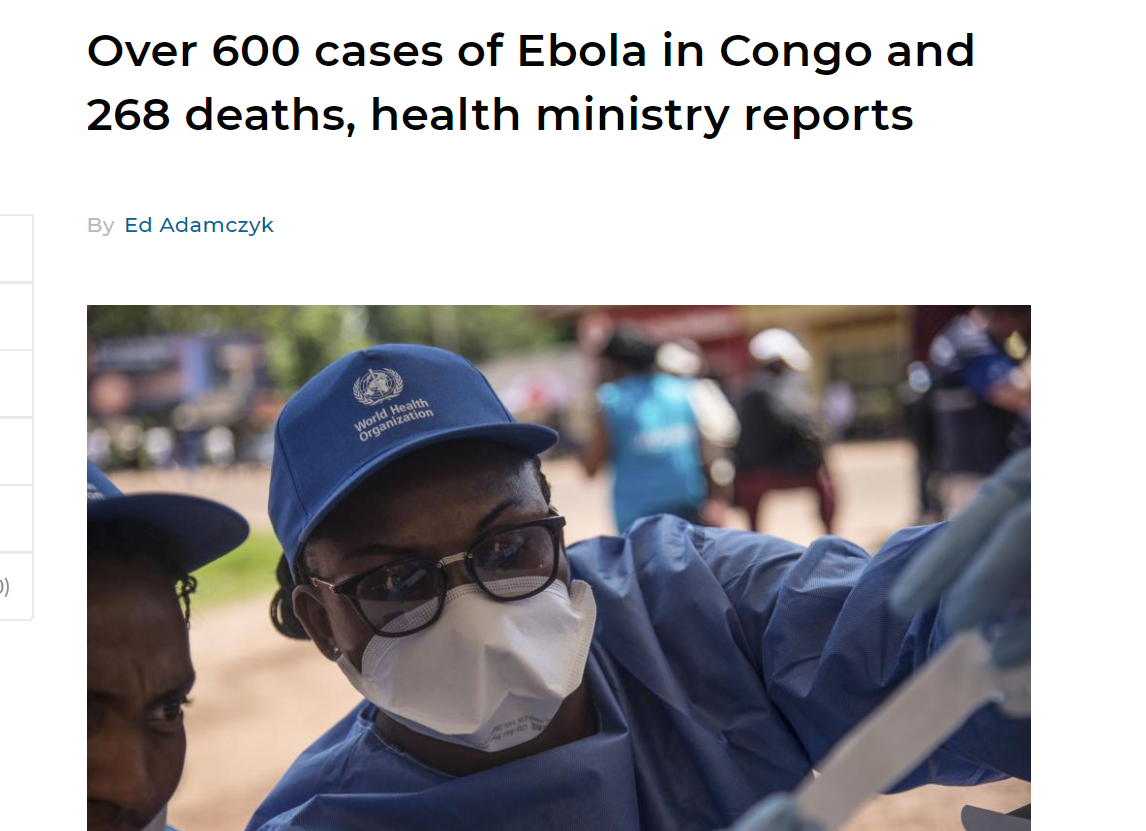 Over 600 cases of Ebola in Congo and
268 deaths, health ministry reports
By Ed Adamczyk
World Health
Organization
0)